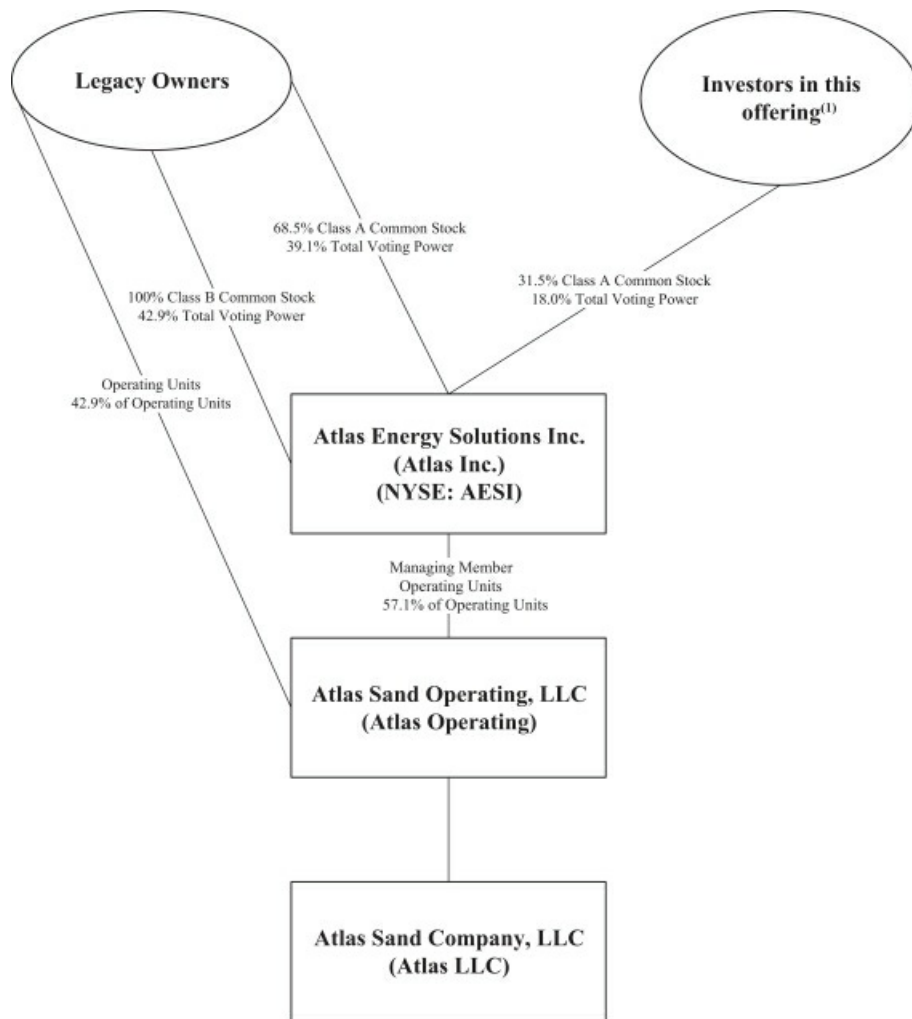 Legacy Owners
Investors in this
offering(1)
68.5% Class A Common Stock
39.1% Total Voting Power
31.5% Class A Common Stock
18.0% Total Voting Power
100% Class B Common Stock
42.9% Total Voting Power
Operating Units
42.9% of Operating Units
Atlas Energy Solutions Inc.
(Atlas Inc.)
(NYSE: AESI)
Managing Member
Operating Units
57.1% of Operating Units
Atlas Sand Operating, LLC
(Atlas Operating)
Atlas Sand Company, LLC
(Atlas LLC)